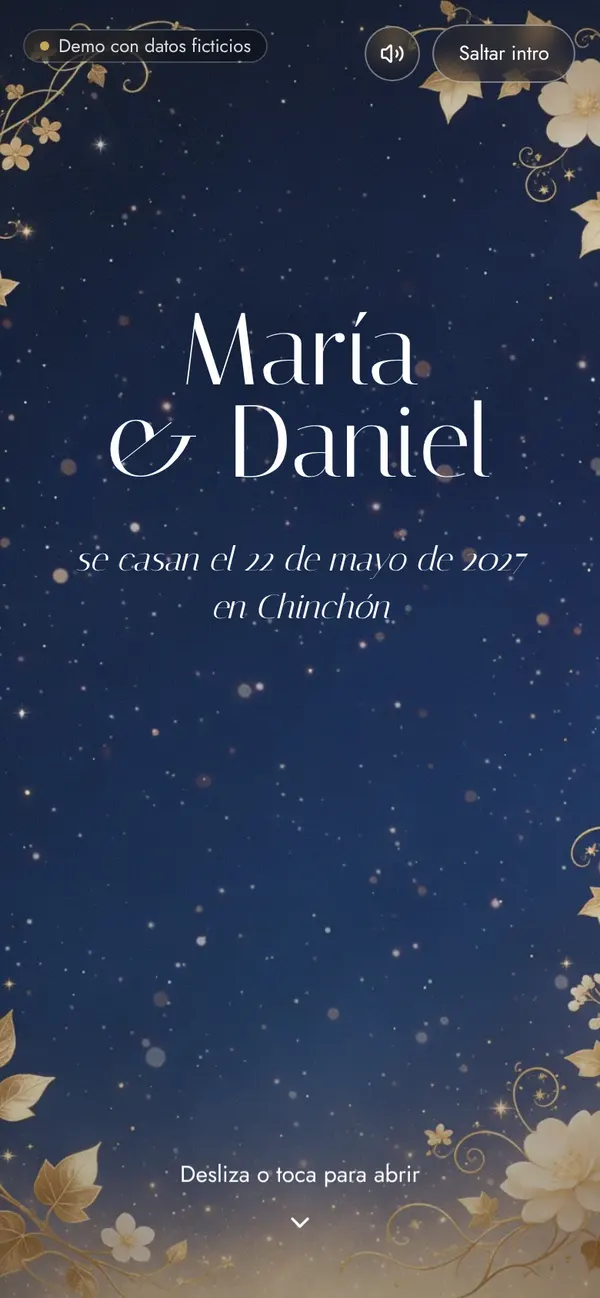 Demo con datos ficticios
Saltar intro
María
& Daniel
se casan el 22 de mayo de 2027
en Chinchón
Desliza o toca para abrir